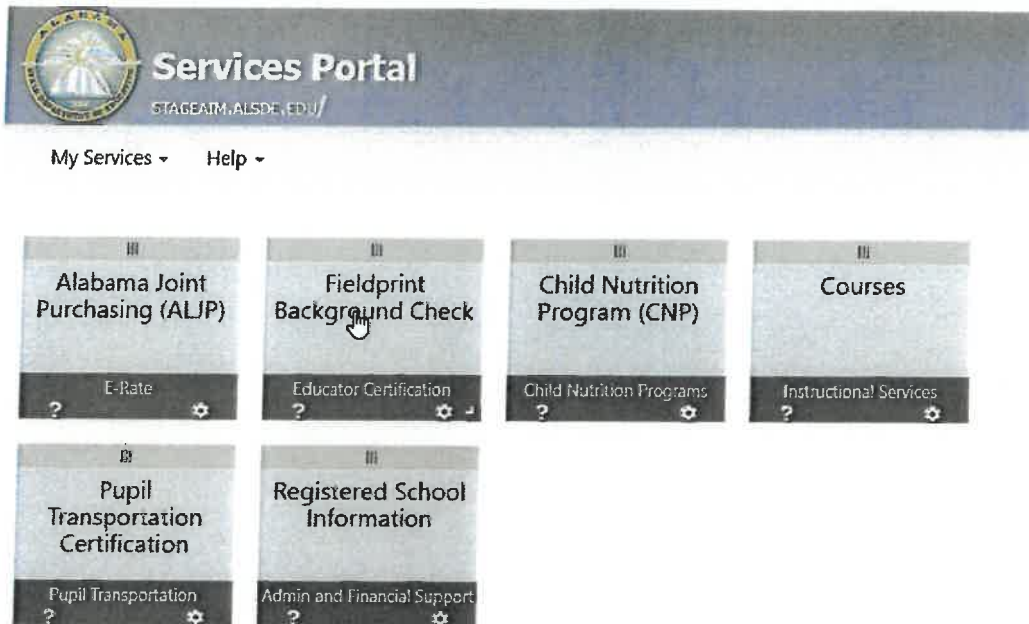 ALABAMA
Services Portal
STAGEAIM.ALSDE.EDU/
My Services
Help
Alabama Joint
Purchasing (ALJP)
E-Rate
?
Fieldprint
Background Check
Educator Certification
?
Child Nutrition
Program (CNP)
Child Nutrition Programs
?
Courses
Instructional Services
?
Pupil
Transportation
Certification
Pupil Transportation
?
Registered School
Information
Admin and Financial Support
?